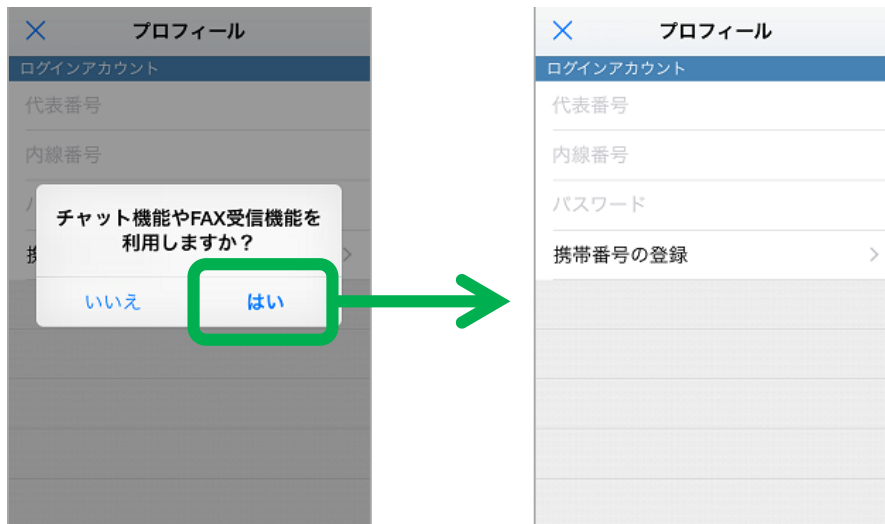 プロフィール
ログインアカウント
代表番号
内線番号
チャット機能やFAX受信機能を
利用しますか？
いいえ
はい
プロフィール
ログインアカウント
代表番号
内線番号
パスワード
携帯番号の登録